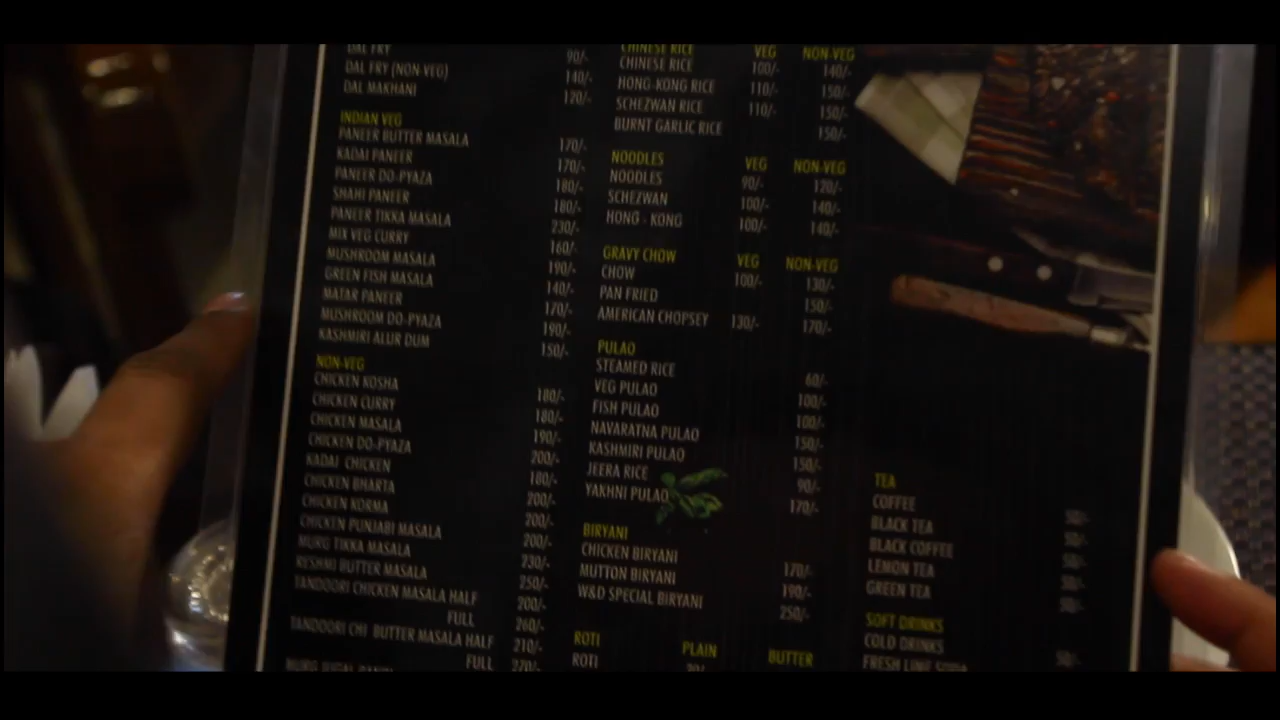 DAL FRY 90/-
DAL FRY (NON-VEG) 140/-
DAL MAKHANI 120/-
INDIAN VEG
PANEER BUTTER MASALA 170/-
KADAI PANEER 170/-
PANEER DO-PYAZA 180/-
SHAHI PANEER 180/-
PANEER TIKKA MASALA 230/-
MIX VEG CURRY 160/-
MUSHROOM MASALA 190/-
GREEN FISH MASALA 140/-
MATAR PANEER 170/-
MUSHROOM DO-PYAZA 190/-
KASHMIRI ALUR DUM 150/-
NON-VEG
CHICKEN KOSHA 180/-
CHICKEN CURRY 180/-
CHICKEN MASALA 190/-
CHICKEN DO-PYAZA 200/-
KADAI CHICKEN 180/-
CHICKEN BHARTA 200/-
CHICKEN KORMA 200/-
CHICKEN PUNJABI MASALA 200/-
MURG TIKKA MASALA 230/-
RESHMI BUTTER MASALA 250/-
TANDOORI CHICKEN MASALA HALF 200/-
FULL 260/-
TANDOORI CHI BUTTER MASALA HALF 210/-
FULL 270/-
CHINESE RICE VEG NON-VEG
CHINESE RICE 100/- 140/-
HONG-KONG RICE 110/- 150/-
SCHEZWAN RICE 110/- 150/-
BURNT GARLIC RICE 150/-
NOODLES VEG NON-VEG
NOODLES 90/- 120/-
SCHEZWAN 100/- 140/-
HONG - KONG 100/- 140/-
GRAVY CHOW VEG NON-VEG
CHOW 100/- 130/-
PAN FRIED 150/-
AMERICAN CHOPSEY 130/- 170/-
PULAO
STEAMED RICE 60/-
VEG PULAO 100/-
FISH PULAO 100/-
NAVARATNA PULAO 150/-
KASHMIRI PULAO 150/-
JEERA RICE 90/-
YAKHNI PULAO 170/-
BIRYANI
CHICKEN BIRYANI 170/-
MUTTON BIRYANI 190/-
W&D SPECIAL BIRYANI 250/-
ROTI PLAIN BUTTER
ROTI
TEA
COFFEE
BLACK TEA
BLACK COFFEE
LEMON TEA
GREEN TEA
SOFT DRINKS
COLD DRINKS
FRESH LIME SODA